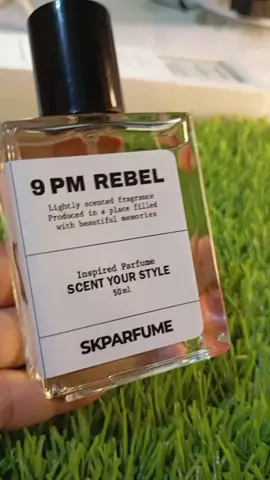 9 PM REBEL
Lightly scented fragrance
Produced in a place filled
with beautiful memories
Inspired Parfume
SCENT YOUR STYLE
50ml
SKPARFUME